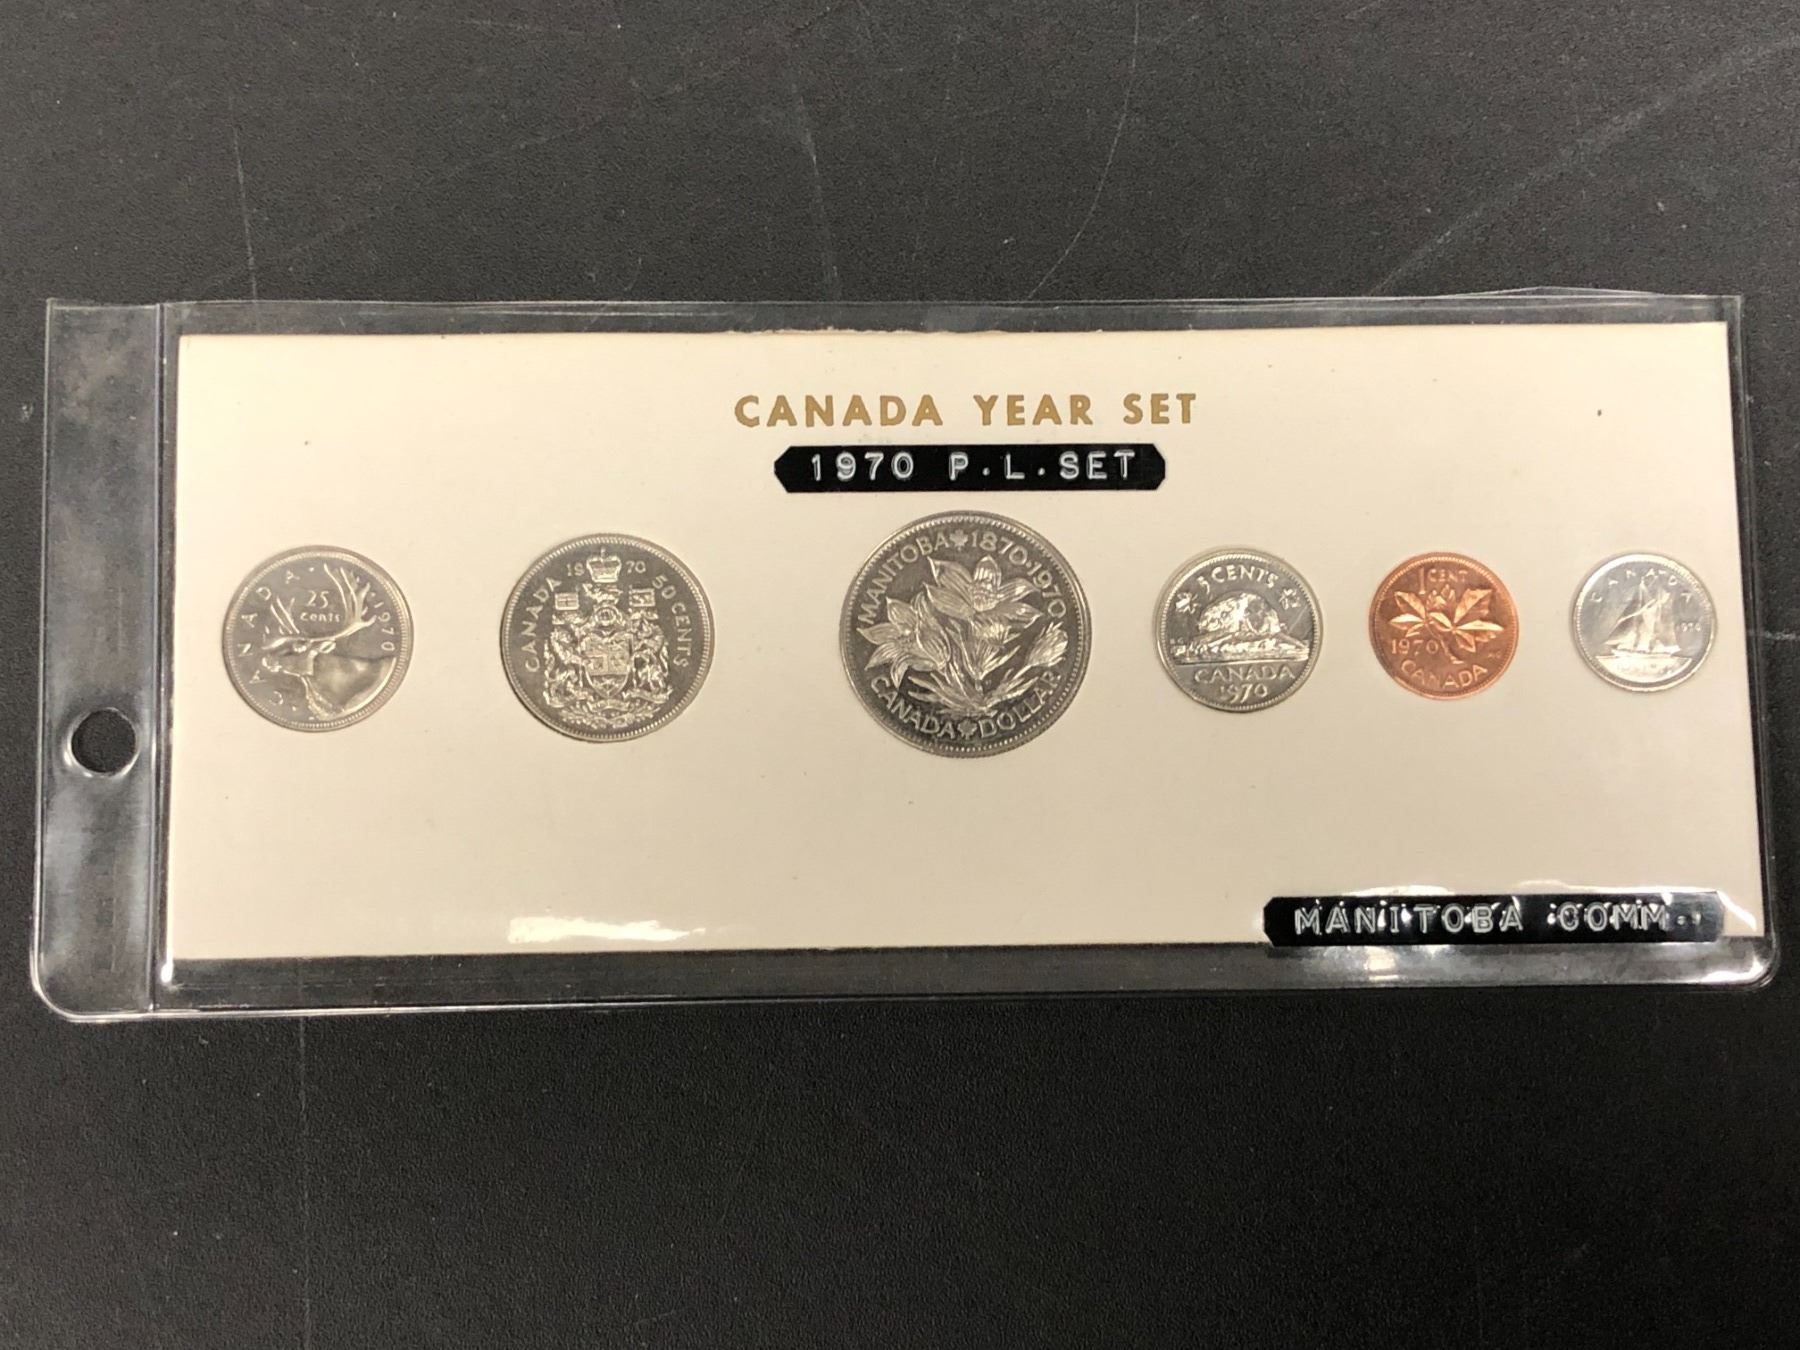 CANADA YEAR SET
1970 P.L.SET
CANADA 25 cents 1970
CANADA 1970 50 CENTS
MANITOBA 1870·1970
CANADA DOLLAR
5 CENTS
CANADA
1970
1 CENT
1970
CANADA
CANADA
MANITOBA COMM.